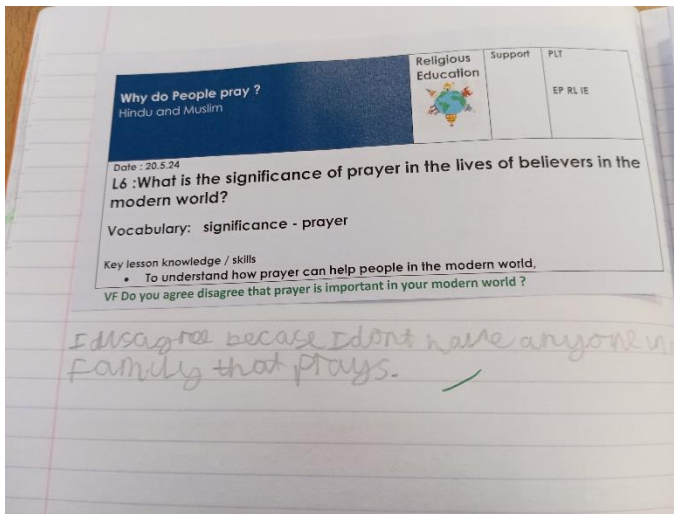 Why do People pray ?
Hindu and Muslim
Religious
Education
Support
PLT
EP RL IE
Date : 20.5.24
L6 :What is the significance of prayer in the lives of believers in the
modern world?
Vocabulary: significance - prayer
Key lesson knowledge / skills
• To understand how prayer can help people in the modern world,
VF Do you agree disagree that prayer is important in your modern world ?
I disagree becase I dont have anyone in
family that prays.